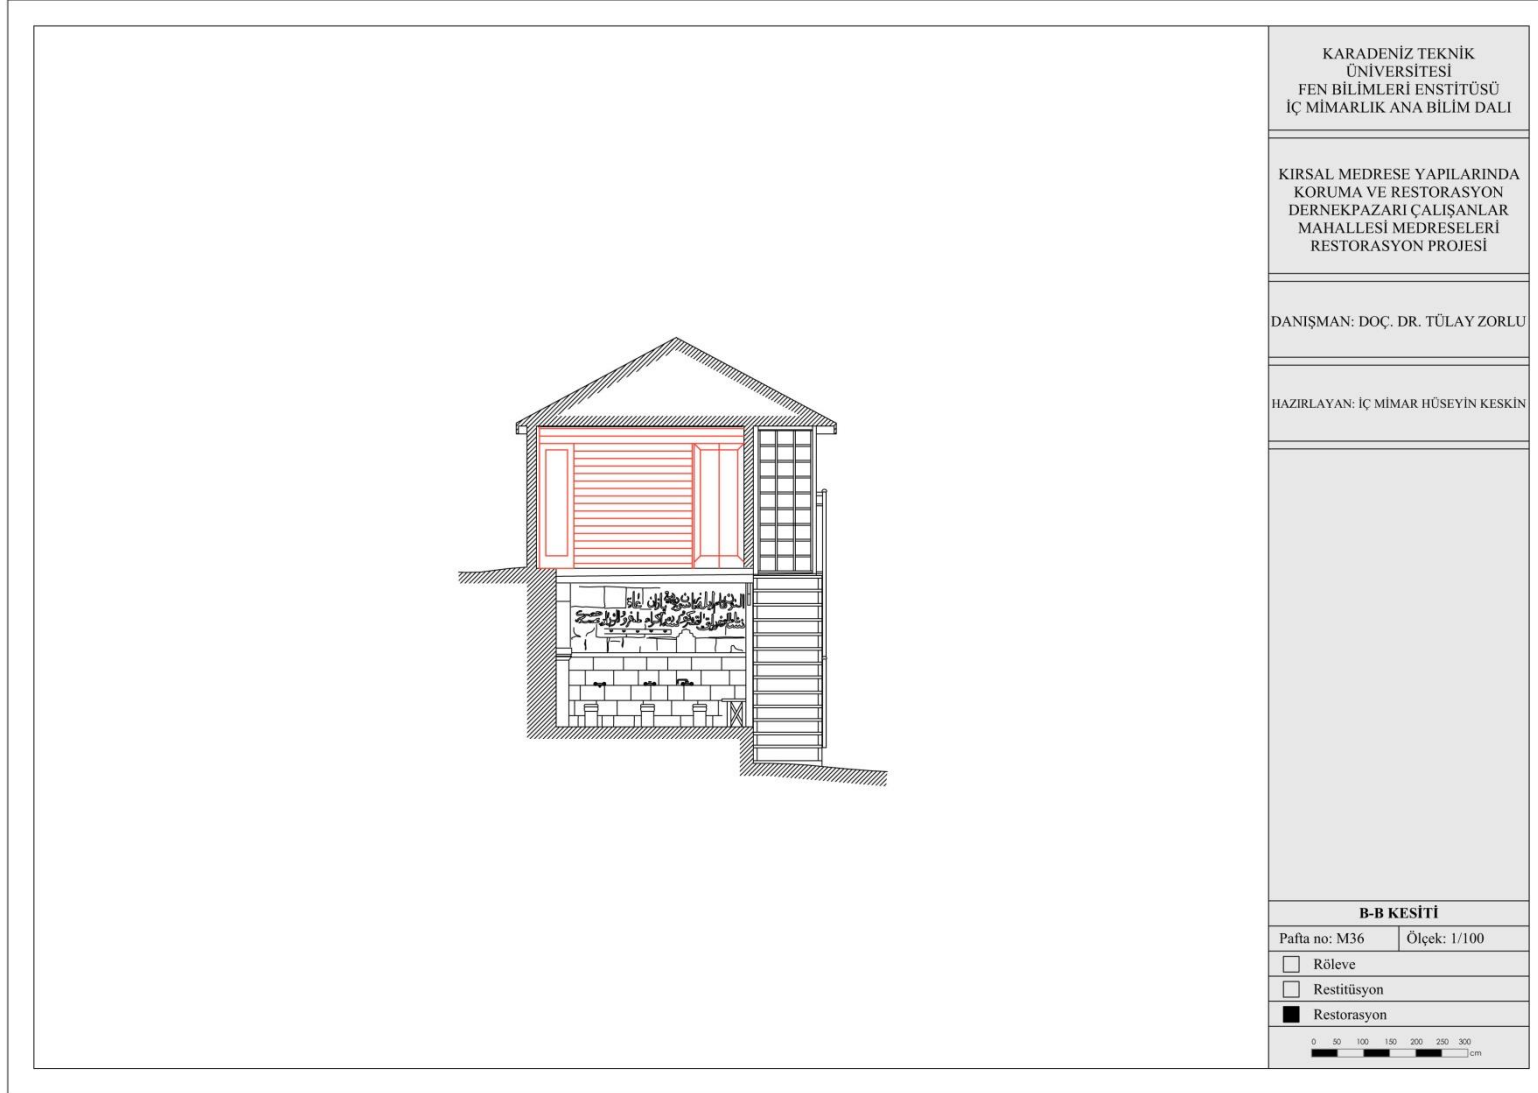 KARADENİZ TEKNİK
ÜNİVERSİTESİ
FEN BİLİMLERİ ENSTİTÜSÜ
İÇ MİMARLIK ANA BİLİM DALI
KIRSAL MEDRESE YAPILARINDA
KORUMA VE RESTORASYON
DERNEKPAZARI ÇALIŞANLAR
MAHALLESİ MEDRESELERİ
RESTORASYON PROJESİ
DANIŞMAN: DOÇ. DR. TÜLAY ZORLU
HAZIRLAYAN: İÇ MİMAR HÜSEYİN KESKİN
B-B KESİTİ
Pafta no: M36 Ölçek: 1/100
Röleve
Restitüsyon
Restorasyon
0 50 100 150 200 250 300
cm